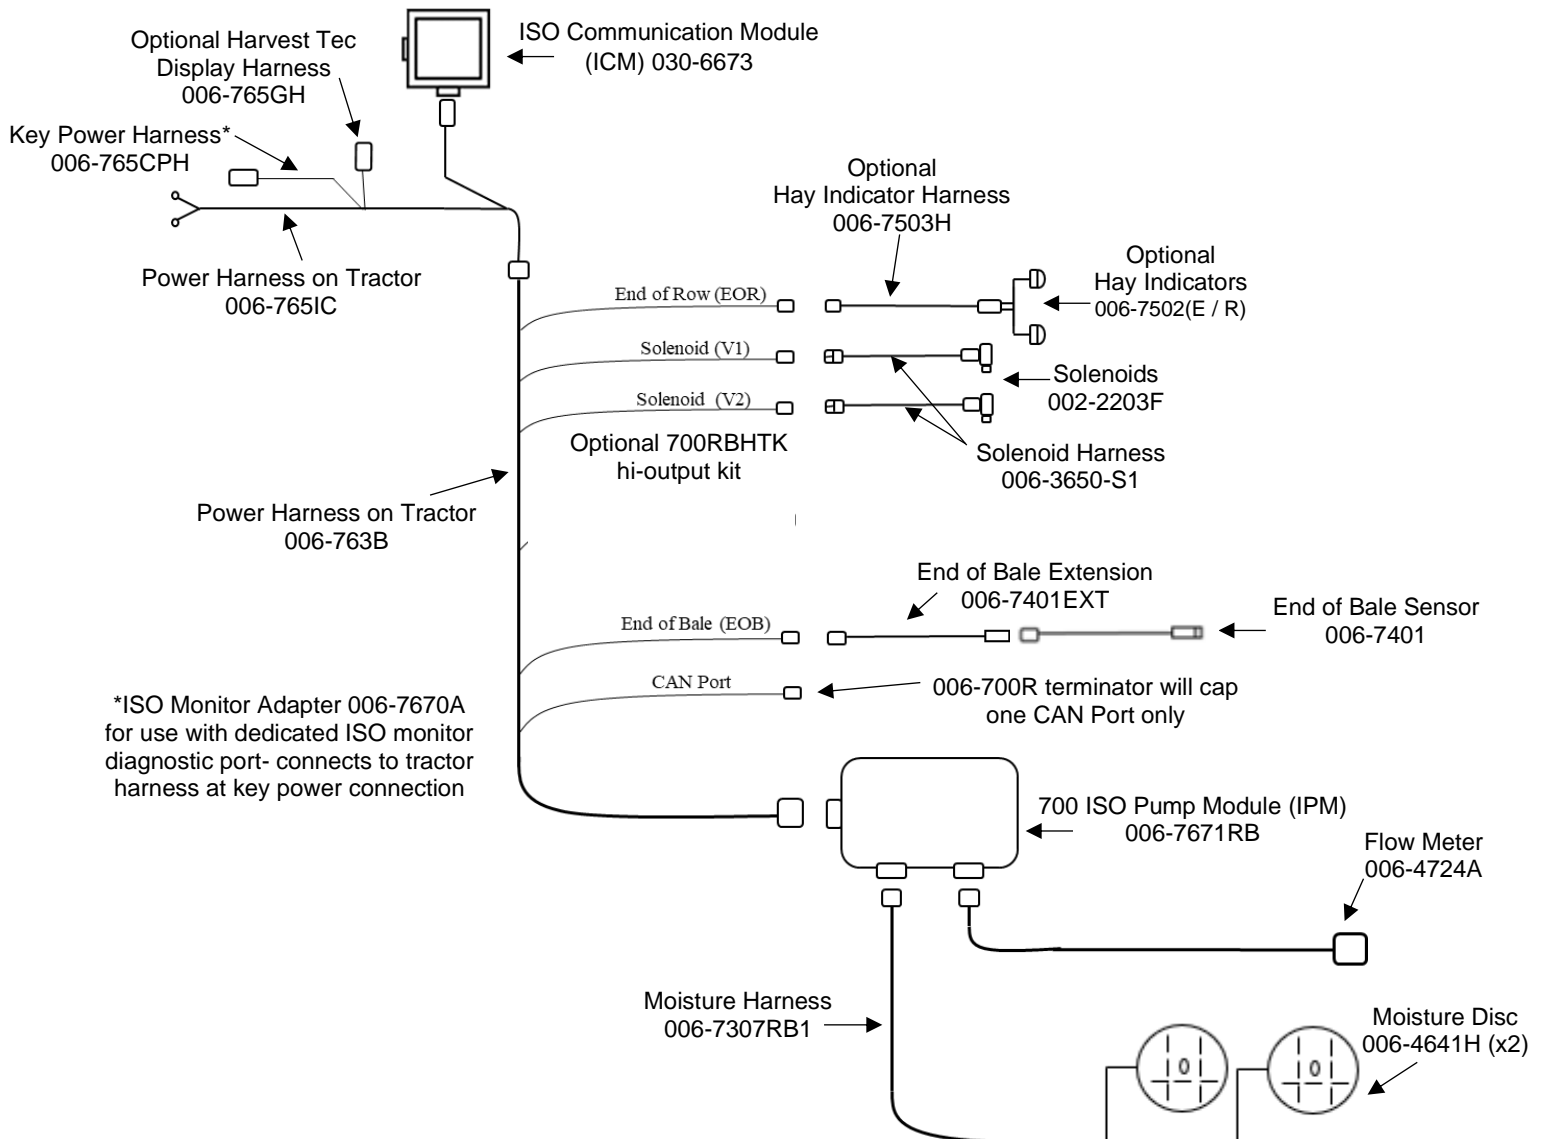 ISO Communication Module
(ICM) 030-6673
Optional Harvest Tec
Display Harness
006-765GH
Key Power Harness*
006-765CPH
Power Harness on Tractor
006-765IC
Optional
Hay Indicator Harness
006-7503H
Optional
Hay Indicators
006-7502(E / R)
End of Row (EOR)
Solenoid (V1)
Solenoid (V2)
Solenoids
002-2203F
Optional 700RBHTK
hi-output kit
Solenoid Harness
006-3650-S1
Power Harness on Tractor
006-763B
End of Bale Extension
006-7401EXT
End of Bale Sensor
006-7401
End of Bale (EOB)
CAN Port
006-700R terminator will cap
one CAN Port only
*ISO Monitor Adapter 006-7670A
for use with dedicated ISO monitor
diagnostic port- connects to tractor
harness at key power connection
700 ISO Pump Module (IPM)
006-7671RB
Flow Meter
006-4724A
Moisture Harness
006-7307RB1
Moisture Disc
006-4641H (x2)